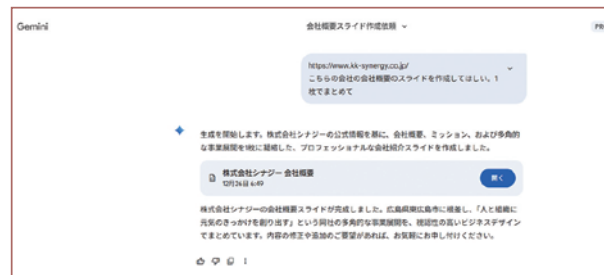 Gemini
会社概要スライド作成依頼
PRO
https://www.kk-synergy.co.jp/
こちらの会社の会社概要のスライドを作成してほしい。1
枚でまとめて
生成を開始します。株式会社シナジーの公式情報を基に、会社概要、ミッション、および多角的
な事業展開を1枚に凝縮した、プロフェッショナルな会社紹介スライドを作成しました。
株式会社シナジー 会社概要
12月26日 6:49
開く
株式会社シナジーの会社概要スライドが完成しました。広島県東広島市に根差し、「人と組織に
元気のきっかけを創り出す」という同社の多角的な事業展開を、視認性の高いビジネスデザイン
でまとめています。内容の修正や追加のご要望があれば、お気軽にお申し付けください。